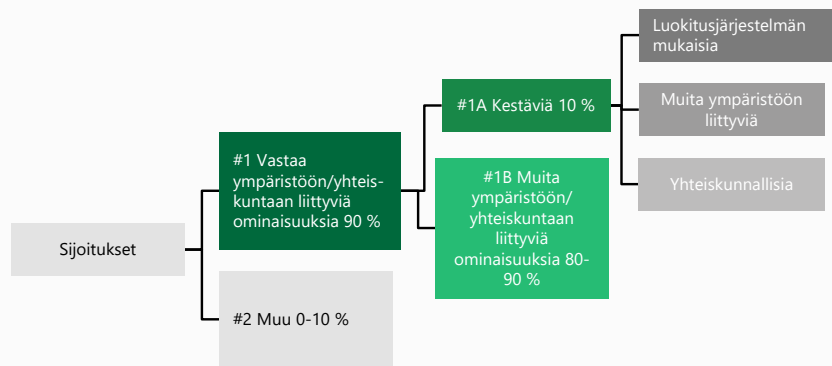 Sijoitukset
#1 Vastaa
ympäristöön/yhteis-
kuntaan liittyviä
ominaisuuksia 90 %
#2 Muu 0-10 %
#1A Kestäviä 10 %
#1B Muita
ympäristöön/
yhteiskuntaan
liittyviä
ominaisuuksia 80-
90 %
Luokitusjärjestelmän
mukaisia
Muita ympäristöön
liittyviä
Yhteiskunnallisia